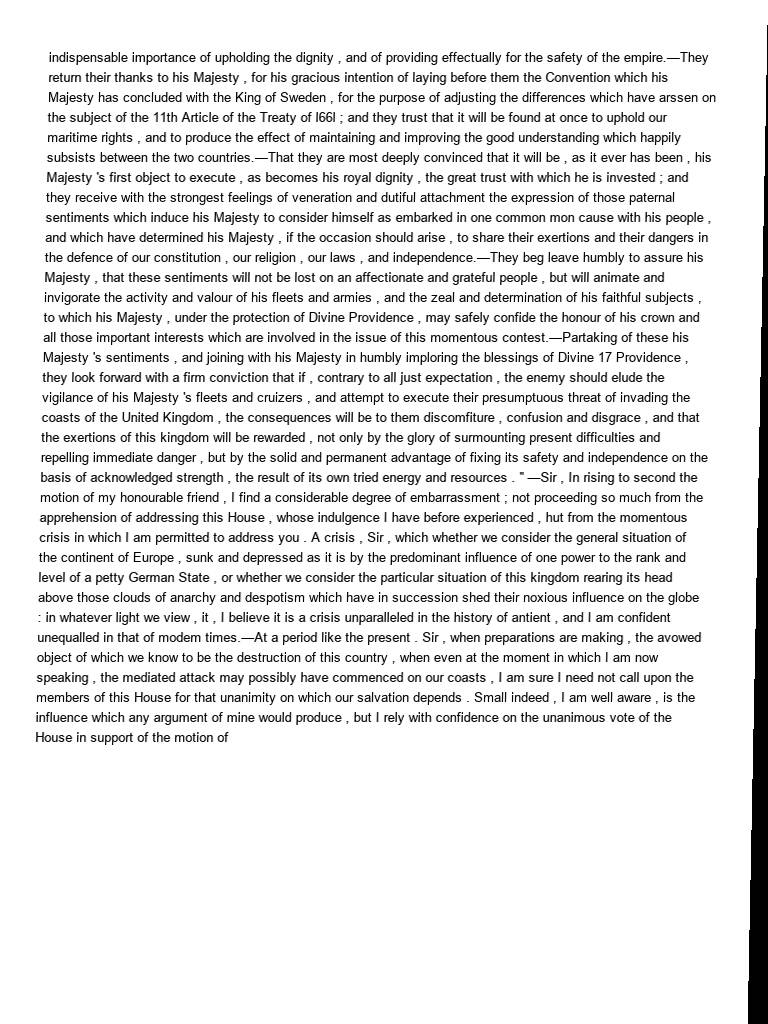 indispensable importance of upholding the dignity , and of providing effectually for the safety of the empire.—They
return their thanks to his Majesty , for his gracious intention of laying before them the Convention which his
Majesty has concluded with the King of Sweden , for the purpose of adjusting the differences which have arssen on
the subject of the 11th Article of the Treaty of l66l ; and they trust that it will be found at once to uphold our
maritime rights , and to produce the effect of maintaining and improving the good understanding which happily
subsists between the two countries.—That they are most deeply convinced that it will be , as it ever has been , his
Majesty 's first object to execute , as becomes his royal dignity , the great trust with which he is invested ; and
they receive with the strongest feelings of veneration and dutiful attachment the expression of those paternal
sentiments which induce his Majesty to consider himself as embarked in one common mon cause with his people ,
and which have determined his Majesty , if the occasion should arise , to share their exertions and their dangers in
the defence of our constitution , our religion , our laws , and independence.—They beg leave humbly to assure his
Majesty , that these sentiments will not be lost on an affectionate and grateful people , but will animate and
invigorate the activity and valour of his fleets and armies , and the zeal and determination of his faithful subjects ,
to which his Majesty , under the protection of Divine Providence , may safely confide the honour of his crown and
all those important interests which are involved in the issue of this momentous contest.—Partaking of these his
Majesty 's sentiments , and joining with his Majesty in humbly imploring the blessings of Divine 17 Providence ,
they look forward with a firm conviction that if , contrary to all just expectation , the enemy should elude the
vigilance of his Majesty 's fleets and cruizers , and attempt to execute their presumptuous threat of invading the
coasts of the United Kingdom , the consequences will be to them discomfiture , confusion and disgrace , and that
the exertions of this kingdom will be rewarded , not only by the glory of surmounting present difficulties and
repelling immediate danger , but by the solid and permanent advantage of fixing its safety and independence on the
basis of acknowledged strength , the result of its own tried energy and resources . " —Sir , In rising to second the
motion of my honourable friend , I find a considerable degree of embarrassment ; not proceeding so much from the
apprehension of addressing this House , whose indulgence I have before experienced , hut from the momentous
crisis in which I am permitted to address you . A crisis , Sir , which whether we consider the general situation of
the continent of Europe , sunk and depressed as it is by the predominant influence of one power to the rank and
level of a petty German State , or whether we consider the particular situation of this kingdom rearing its head
above those clouds of anarchy and despotism which have in succession shed their noxious influence on the globe
: in whatever light we view , it , I believe it is a crisis unparalleled in the history of antient , and I am confident
unequalled in that of modem times.—At a period like the present . Sir , when preparations are making , the avowed
object of which we know to be the destruction of this country , when even at the moment in which I am now
speaking , the mediated attack may possibly have commenced on our coasts , I am sure I need not call upon the
members of this House for that unanimity on which our salvation depends . Small indeed , I am well aware , is the
influence which any argument of mine would produce , but I rely with confidence on the unanimous vote of the
House in support of the motion of